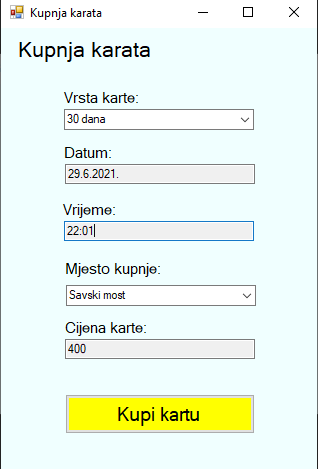 Kupnja karata
Kupnja karata
Vrsta karte:
30 dana
Datum:
29.6.2021.
Vrijeme:
22:01
Mjesto kupnje:
Savski most
Cijena karte:
400
Kupi kartu